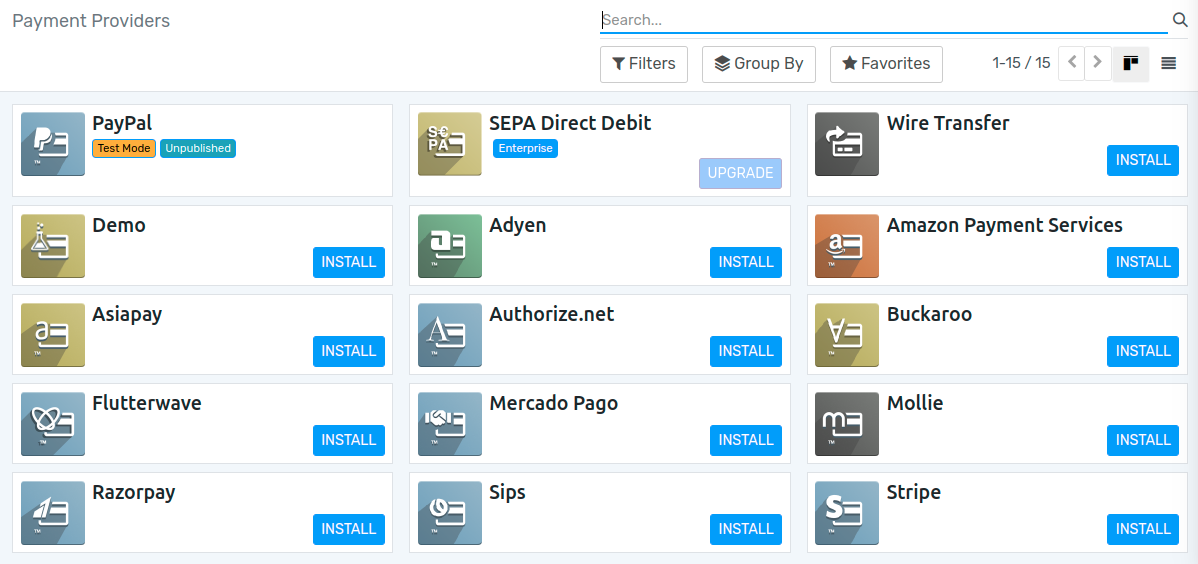 Payment Providers
Search...
Filters Group By Favorites 1-15 / 15
PayPal
Test Mode Unpublished
SEPA Direct Debit
Enterprise
UPGRADE
Wire Transfer
INSTALL
Demo
INSTALL
Adyen
INSTALL
Amazon Payment Services
INSTALL
Asiapay
INSTALL
Authorize.net
INSTALL
Buckaroo
INSTALL
Flutterwave
INSTALL
Mercado Pago
INSTALL
Mollie
INSTALL
Razorpay
INSTALL
Sips
INSTALL
Stripe
INSTALL